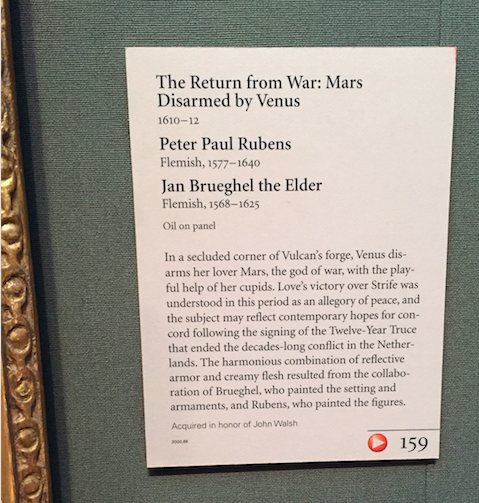 The Return from War: Mars
Disarmed by Venus
1610–12
Peter Paul Rubens
Flemish, 1577–1640
Jan Brueghel the Elder
Flemish, 1568–1625
Oil on panel
In a secluded corner of Vulcan's forge, Venus dis-
arms her lover Mars, the god of war, with the play-
ful help of her cupids. Love's victory over Strife was
understood in this period as an allegory of peace, and
the subject may reflect contemporary hopes for con-
cord following the signing of the Twelve-Year Truce
that ended the decades-long conflict in the Nether-
lands. The harmonious combination of reflective
armor and creamy flesh resulted from the collabo-
ration of Brueghel, who painted the setting and
armaments, and Rubens, who painted the figures.
Acquired in honor of John Walsh
159